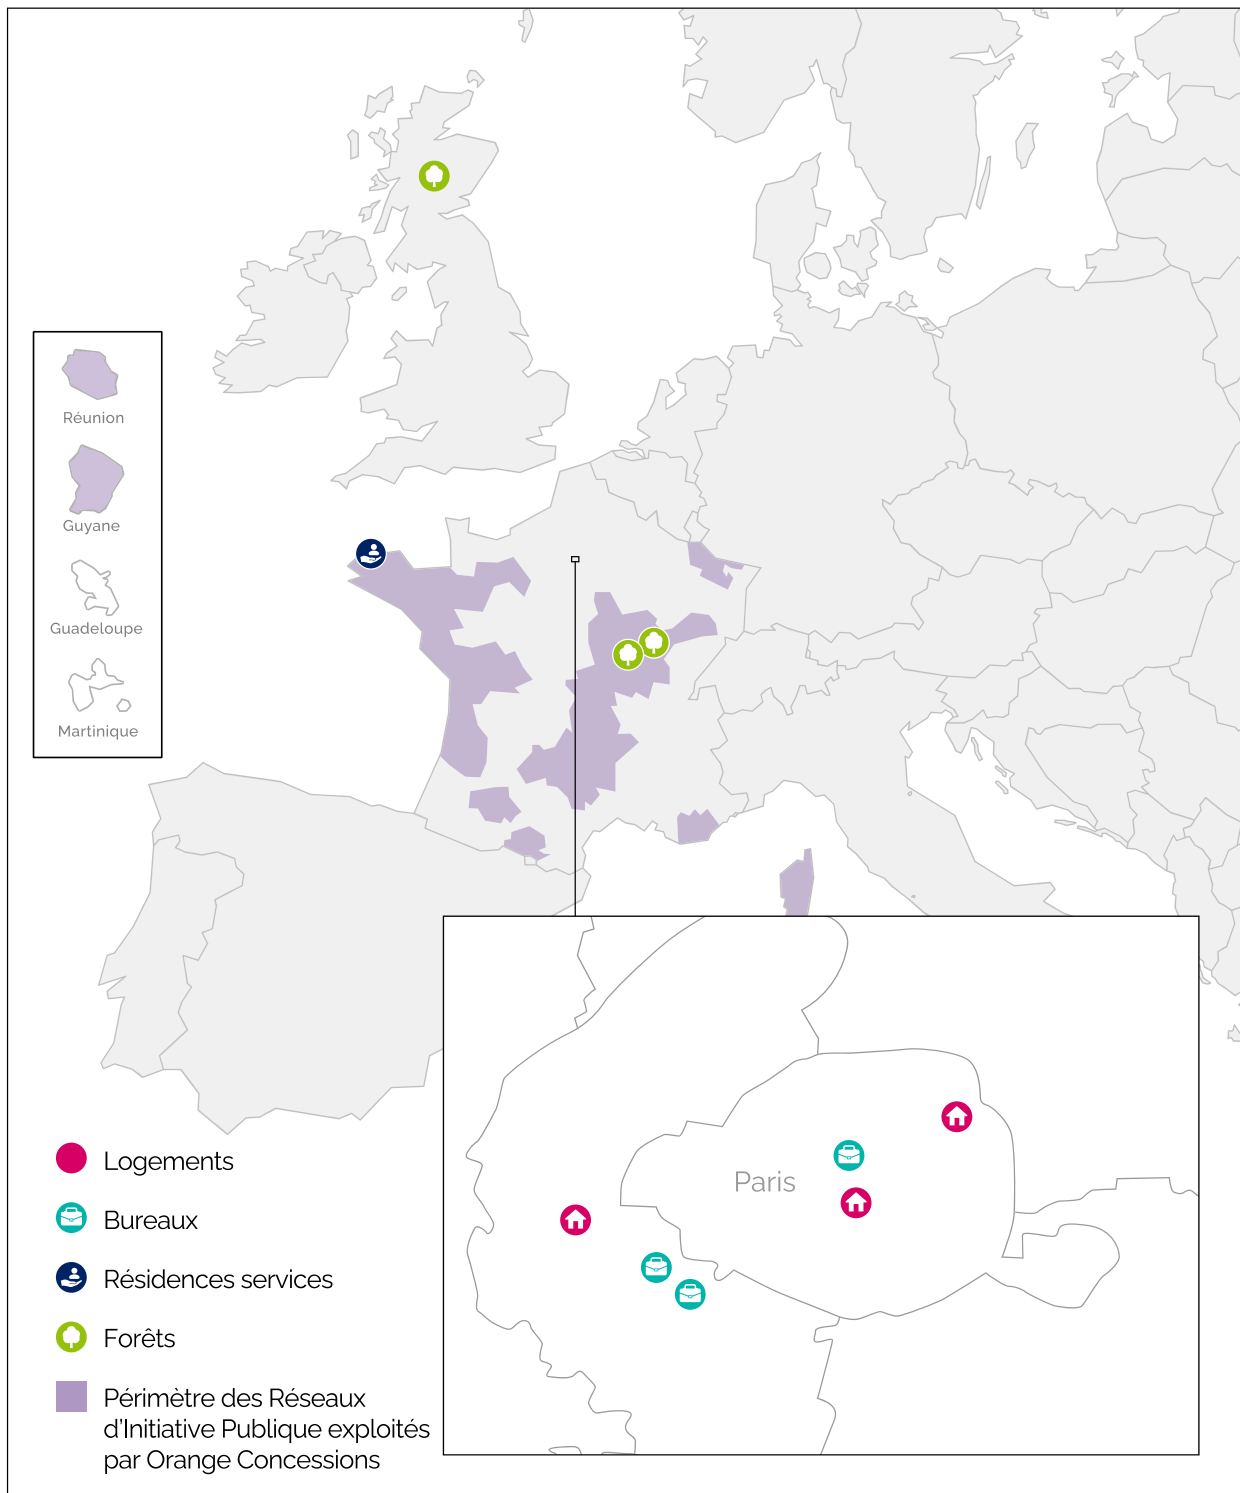 Réunion
Guyane
Guadeloupe
Martinique
Paris
Logements
Bureaux
Résidences services
Forêts
Périmètre des Réseaux
d'Initiative Publique exploités
par Orange Concessions